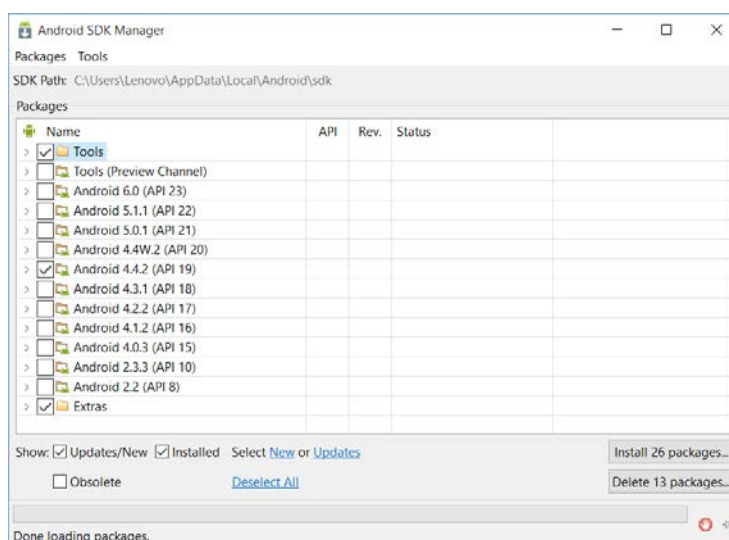 Android SDK Manager
Packages Tools
SDK Path: C:\Users\Lenovo\AppData\Local\Android\sdk
Packages
Name API Rev. Status
Tools
Tools (Preview Channel)
Android 6.0 (API 23)
Android 5.1.1 (API 22)
Android 5.0.1 (API 21)
Android 4.4W.2 (API 20)
Android 4.4.2 (API 19)
Android 4.3.1 (API 18)
Android 4.2.2 (API 17)
Android 4.1.2 (API 16)
Android 4.0.3 (API 15)
Android 2.3.3 (API 10)
Android 2.2 (API 8)
Extras
Show: Updates/New Installed Select New or Updates Install 26 packages...
Obsolete Deselect All Delete 13 packages...
Done loading packages.